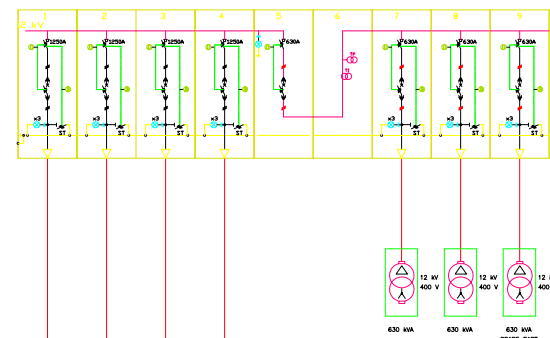 1 2 3 4 5 6 7 8 9
kV
1250A 1250A 1250A 1250A 630A 630A 630A 630A
x3 x3 x3 x3 x3 x3 x3
ST ST ST ST ST ST ST
12 kV 12 kV 12 k
400 V 400 V 400
630 kVA 630 kVA 630 kVA